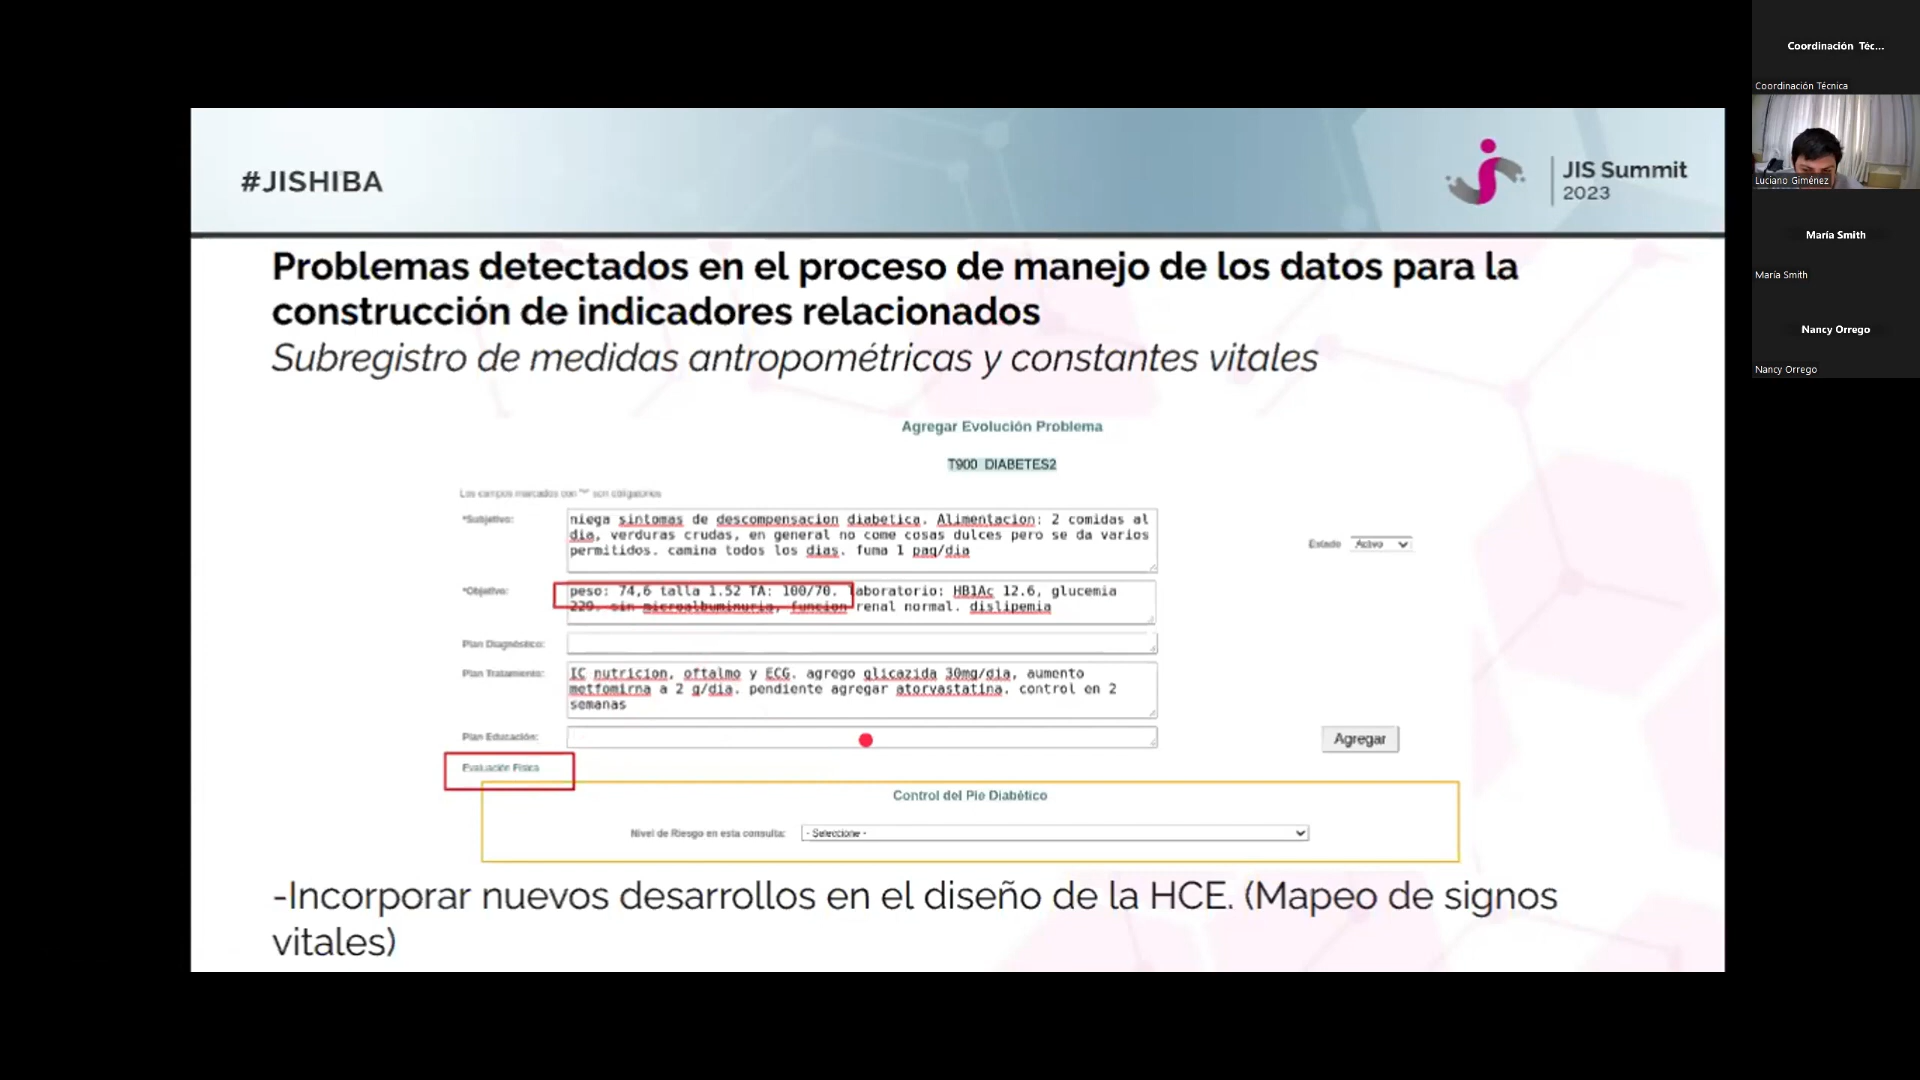 #JISHIBA
JIS Summit
2023
Problemas detectados en el proceso de manejo de los datos para la
construcción de indicadores relacionados
Subregistro de medidas antropométricas y constantes vitales
Agregar Evolución Problema
T900 DIABETES2
Los campos marcados con "*" son obligatorios
*Subjetivo:
niega sintomas de descompensacion diabetica. Alimentacion: 2 comidas al
dia, verduras crudas, en general no come cosas dulces pero se da varios
permitidos. camina todos los dias. fuma 1 paq/dia
Estado Activo
*Objetivo:
peso: 74,6 talla 1.52 TA: 100/70. laboratorio: HB1Ac 12.6, glucemia
229. sin microalbuminuria, funcion renal normal. dislipemia
Plan Diagnóstico:
Plan Tratamiento:
IC nutricion, oftalmo y ECG. agrego glicazida 30mg/dia, aumento
metfomirna a 2 g/dia. pendiente agregar atorvastatina. control en 2
semanas
Plan Educación:
Agregar
Evaluación Física
Control del Pie Diabético
Nivel de Riesgo en esta consulta: - Seleccione -
-Incorporar nuevos desarrollos en el diseño de la HCE. (Mapeo de signos
vitales)
Coordinación Téc...
Coordinación Técnica
Luciano Giménez
María Smith
María Smith
Nancy Orrego
Nancy Orrego